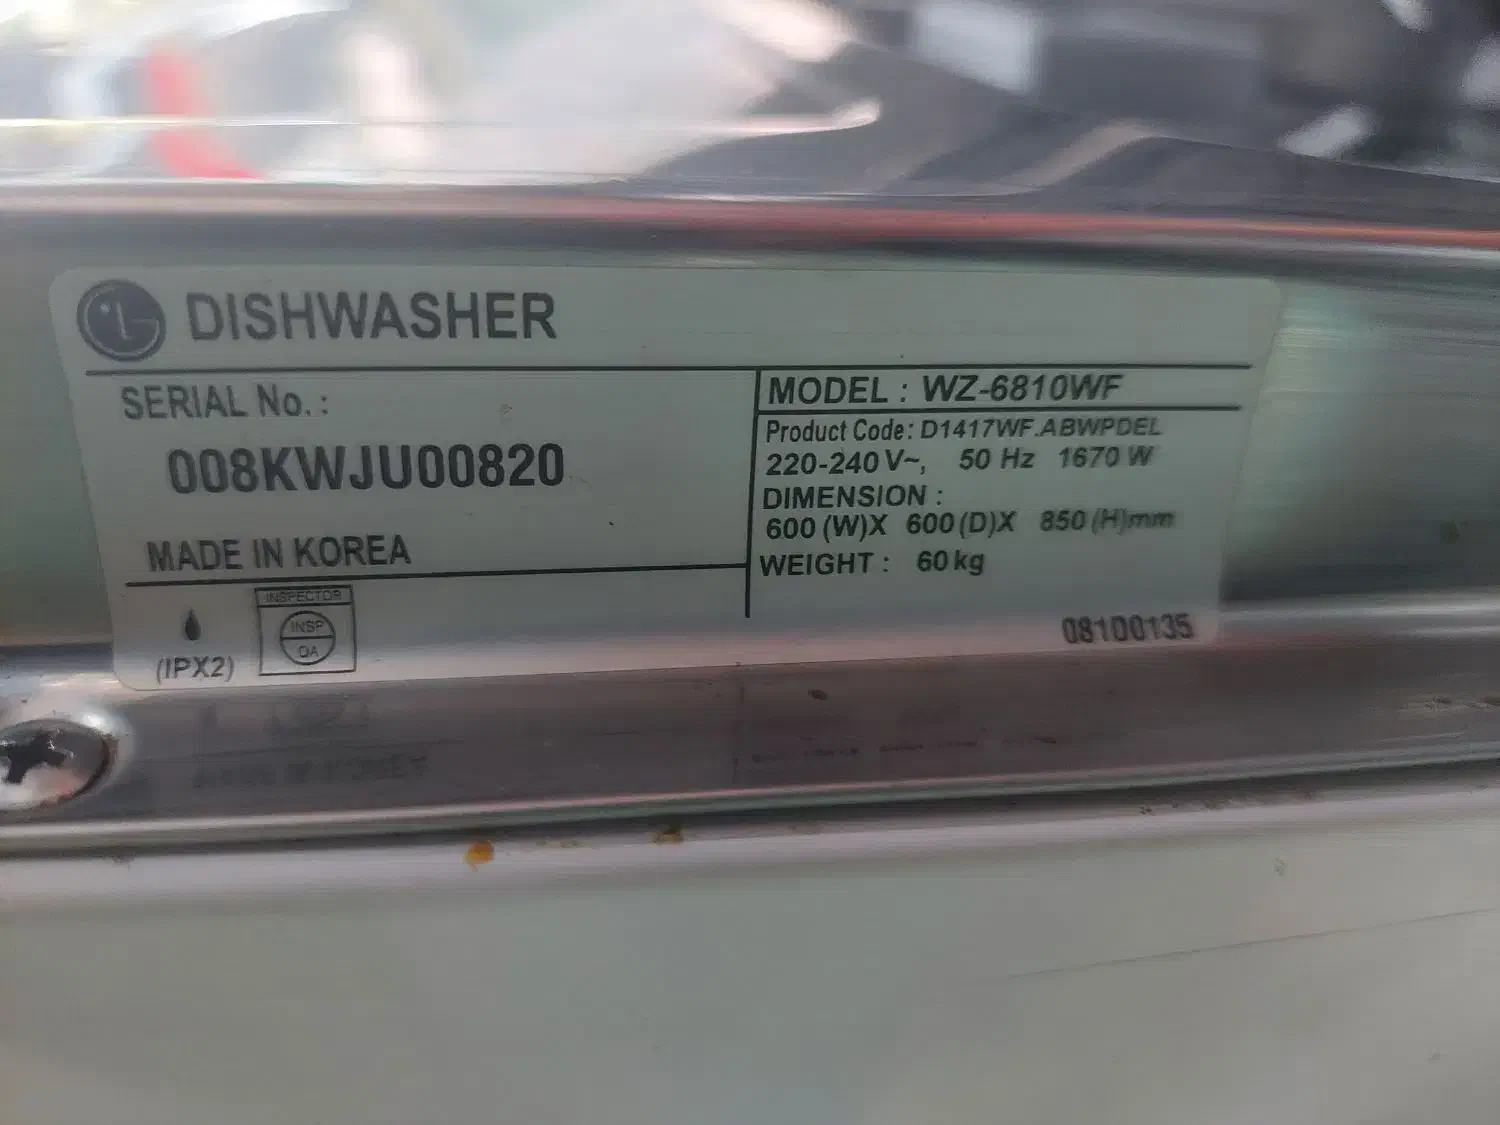 LG DISHWASHER
SERIAL No. :
008KWJU00820
MADE IN KOREA
(IPX2)
INSPECTOR
INSP
QA
MODEL : WZ-6810WF
Product Code: D1417WF.ABWPDEL
220-240 V~, 50 Hz 1670 W
DIMENSION :
600 (W)X 600 (D)X 850 (H)mm
WEIGHT : 60 kg
08100135